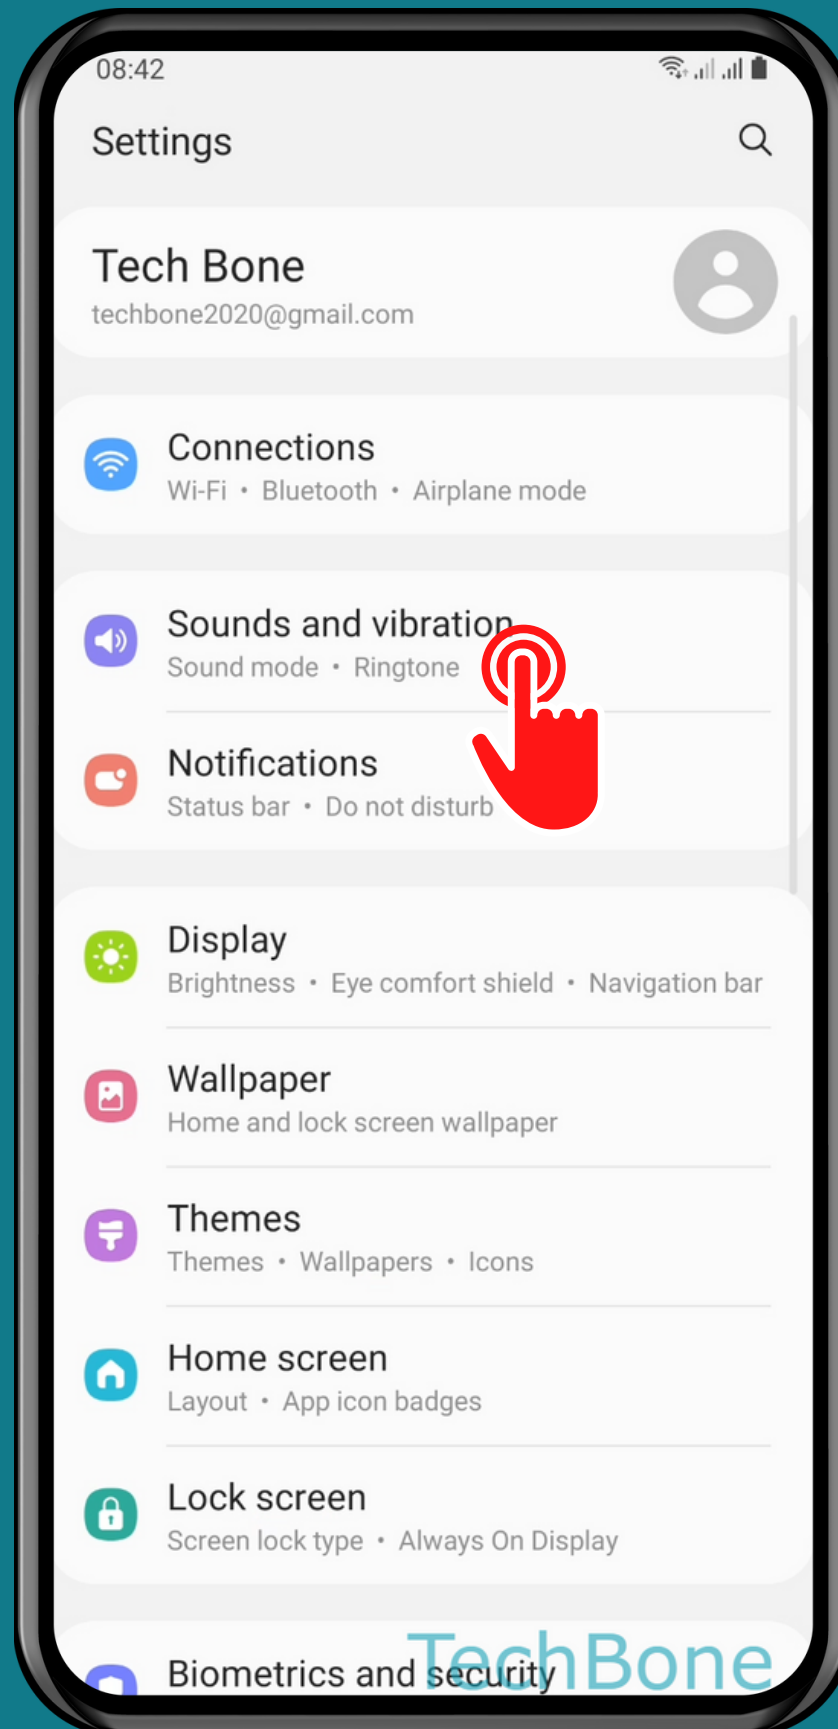 08:42
Settings
Tech Bone
techbone2020@gmail.com
Connections
Wi-Fi • Bluetooth • Airplane mode
Sounds and vibration
Sound mode • Ringtone
Notifications
Status bar • Do not disturb
Display
Brightness • Eye comfort shield • Navigation bar
Wallpaper
Home and lock screen wallpaper
Themes
Themes • Wallpapers • Icons
Home screen
Layout • App icon badges
Lock screen
Screen lock type • Always On Display
Biometrics and security
TechBone